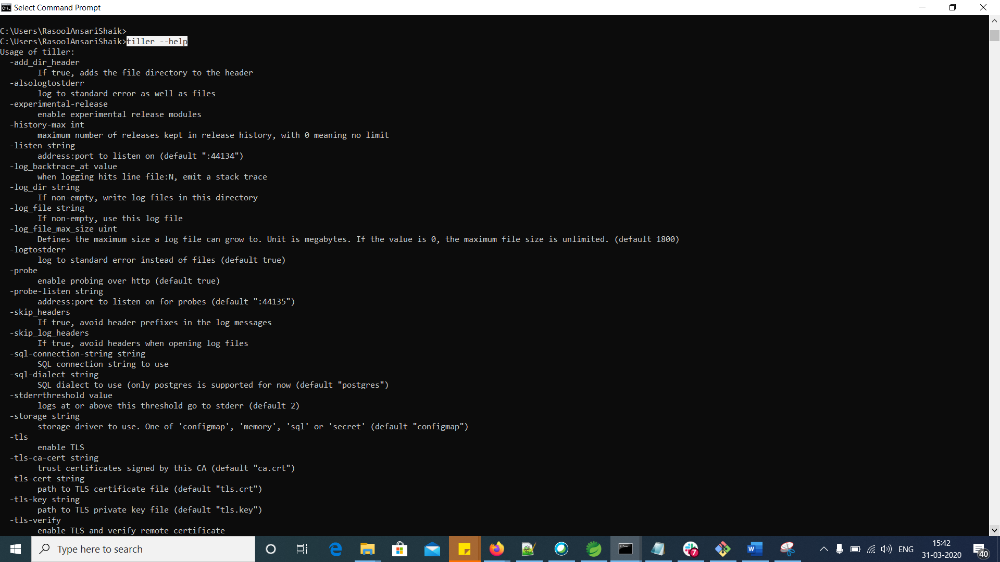 Select Command Prompt
C:\Users\RasoolAnsariShaik>
C:\Users\RasoolAnsariShaik>tiller --help
Usage of tiller:
  -add_dir_header
        If true, adds the file directory to the header
  -alsologtostderr
        log to standard error as well as files
  -experimental-release
        enable experimental release modules
  -history-max int
        maximum number of releases kept in release history, with 0 meaning no limit
  -listen string
        address:port to listen on (default ":44134")
  -log_backtrace_at value
        when logging hits line file:N, emit a stack trace
  -log_dir string
        If non-empty, write log files in this directory
  -log_file string
        If non-empty, use this log file
  -log_file_max_size uint
        Defines the maximum size a log file can grow to. Unit is megabytes. If the value is 0, the maximum file size is unlimited. (default 1800)
  -logtostderr
        log to standard error instead of files (default true)
  -probe
        enable probing over http (default true)
  -probe-listen string
        address:port to listen on for probes (default ":44135")
  -skip_headers
        If true, avoid header prefixes in the log messages
  -skip_log_headers
        If true, avoid headers when opening log files
  -sql-connection-string string
        SQL connection string to use
  -sql-dialect string
        SQL dialect to use (only postgres is supported for now (default "postgres")
  -stderrthreshold value
        logs at or above this threshold go to stderr (default 2)
  -storage string
        storage driver to use. One of 'configmap', 'memory', 'sql' or 'secret' (default "configmap")
  -tls
        enable TLS
  -tls-ca-cert string
        trust certificates signed by this CA (default "ca.crt")
  -tls-cert string
        path to TLS certificate file (default "tls.crt")
  -tls-key string
        path to TLS private key file (default "tls.key")
  -tls-verify
        enable TLS and verify remote certificate
Type here to search
7
W
ENG
15:42
31-03-2020
40